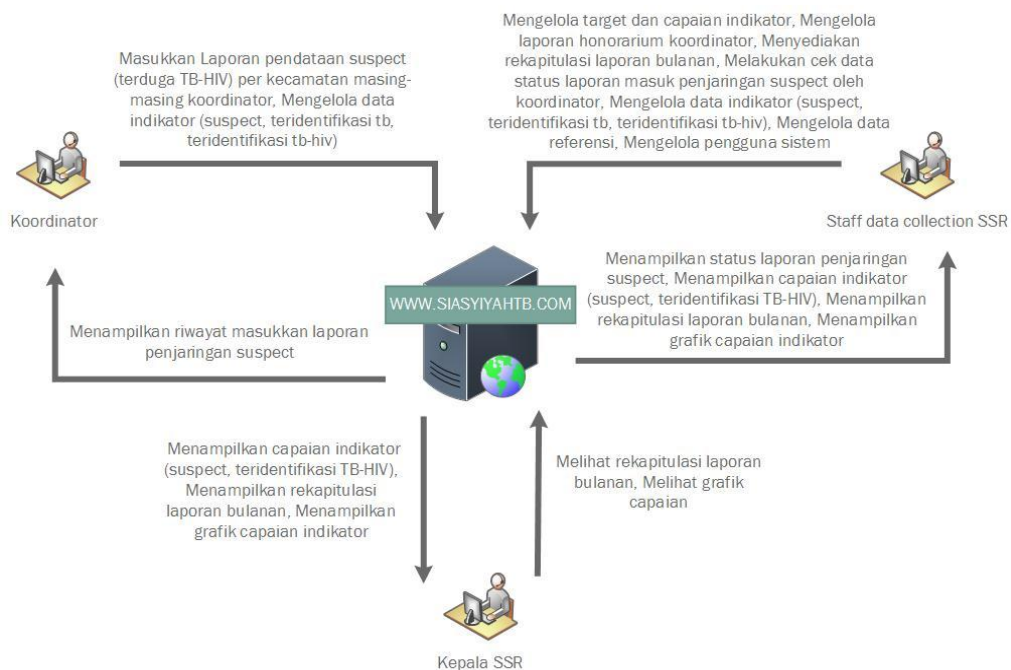 Masukkan Laporan pendataan suspect
(terduga TB-HIV) per kecamatan masing-
masing koordinator, Mengelola data
indikator (suspect, teridentifikasi tb,
teridentifikasi tb-hiv)
Mengelola target dan capaian indikator, Mengelola
laporan honorarium koordinator, Menyediakan
rekapitulasi laporan bulanan, Melakukan cek data
status laporan masuk penjaringan suspect oleh
koordinator, Mengelola data indikator (suspect,
teridentifikasi tb, teridentifikasi tb-hiv), Mengelola data
referensi, Mengelola pengguna sistem
Koordinator
Staff data collection SSR
WWW.SIASYIYAHTB.COM
Menampilkan riwayat masukkan laporan
penjaringan suspect
Menampilkan status laporan penjaringan
suspect, Menampilkan capaian indikator
(suspect, teridentifikasi TB-HIV), Menampilkan
rekapitulasi laporan bulanan, Menampilkan
grafik capaian indikator
Menampilkan capaian indikator
(suspect, teridentifikasi TB-HIV),
Menampilkan rekapitulasi
laporan bulanan, Menampilkan
grafik capaian indikator
Melihat rekapitulasi laporan
bulanan, Melihat grafik
capaian
Kepala SSR